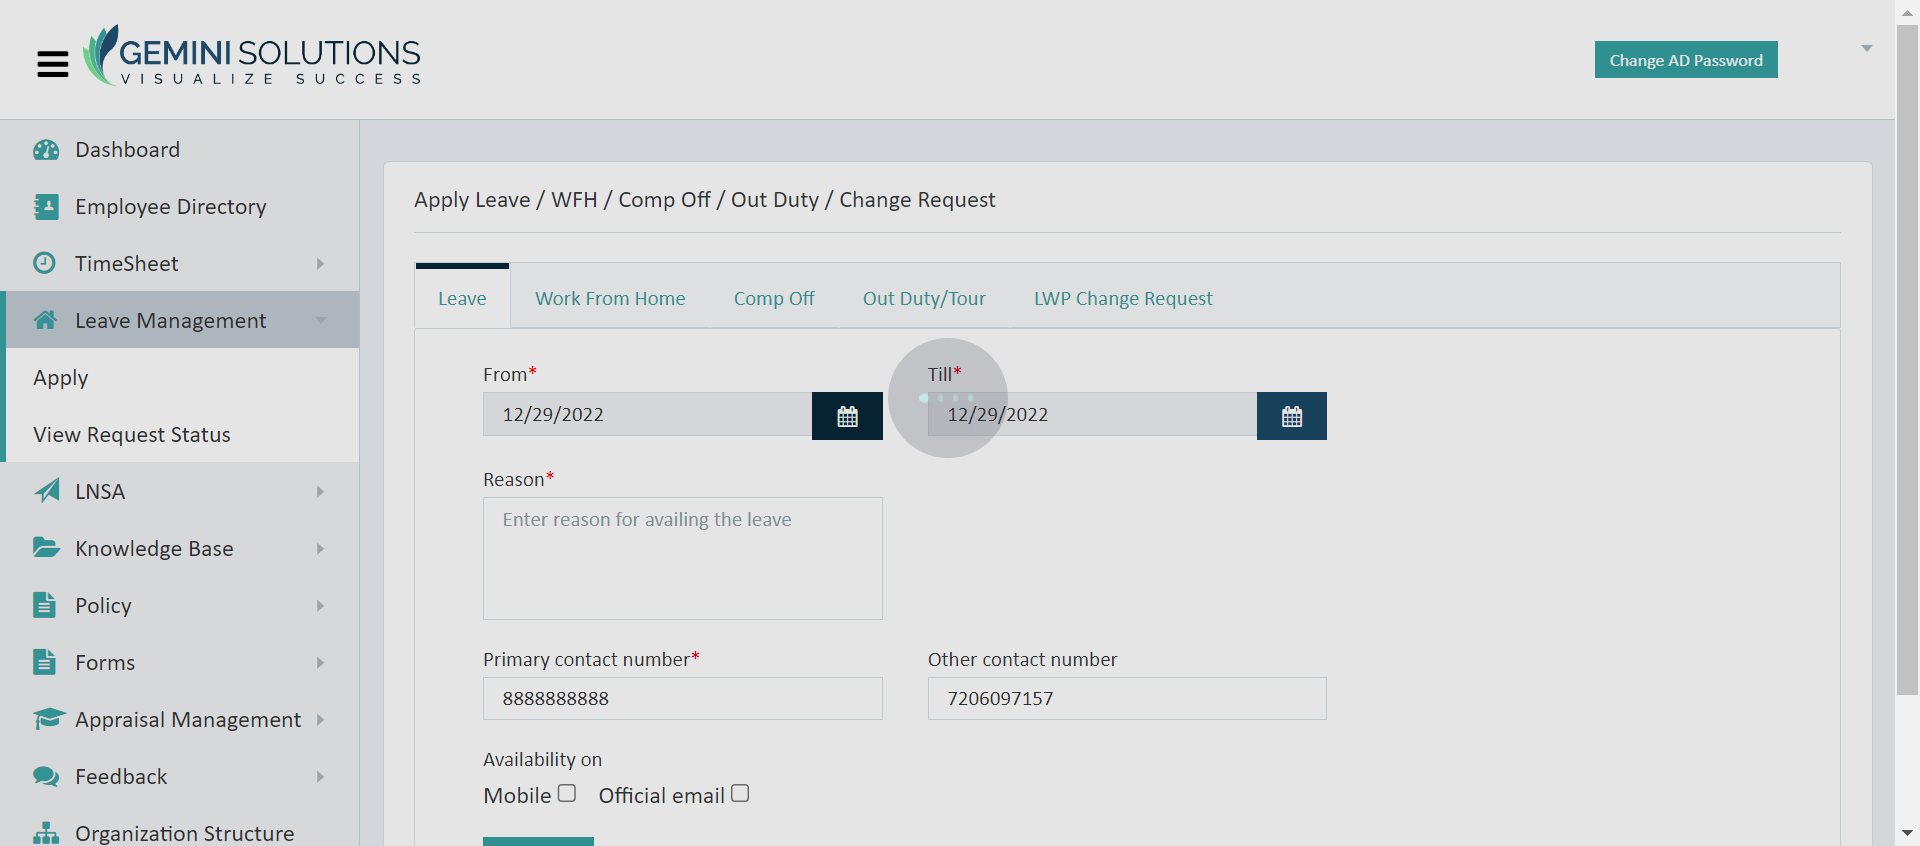 GEMINI SOLUTIONS
VISUALIZE SUCCESS
Change AD Password
Dashboard
Employee Directory
TimeSheet
Leave Management
Apply
View Request Status
LNSA
Knowledge Base
Policy
Forms
Appraisal Management
Feedback
Organization Structure
Apply Leave / WFH / Comp Off / Out Duty / Change Request
Leave Work From Home Comp Off Out Duty/Tour LWP Change Request
From* Till*
12/29/2022 12/29/2022
Reason*
Enter reason for availing the leave
Primary contact number* Other contact number
8888888888 7206097157
Availability on
Mobile Official email